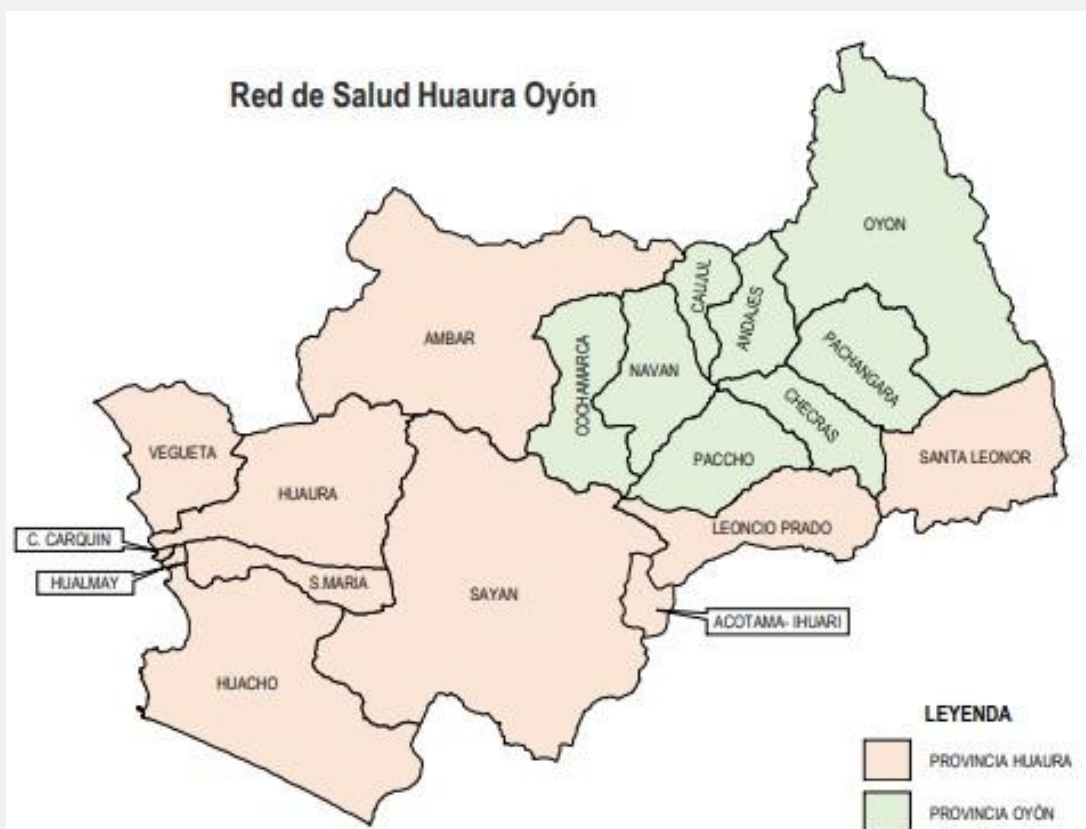 Red de Salud Huaura Oyón
OYON
CAUJUL
ANDAJES
AMBAR
COCHAMARCA
NAVAN
PACHANGARA
CHECRAS
VEGUETA
PACCHO
SANTA LEONOR
HUAURA
LEONCIO PRADO
C. CARQUIN
HUALMAY
S.MARIA
SAYAN
ACOTAMA- IHUARI
HUACHO
LEYENDA
PROVINCIA HUAURA
PROVINCIA OYÓN